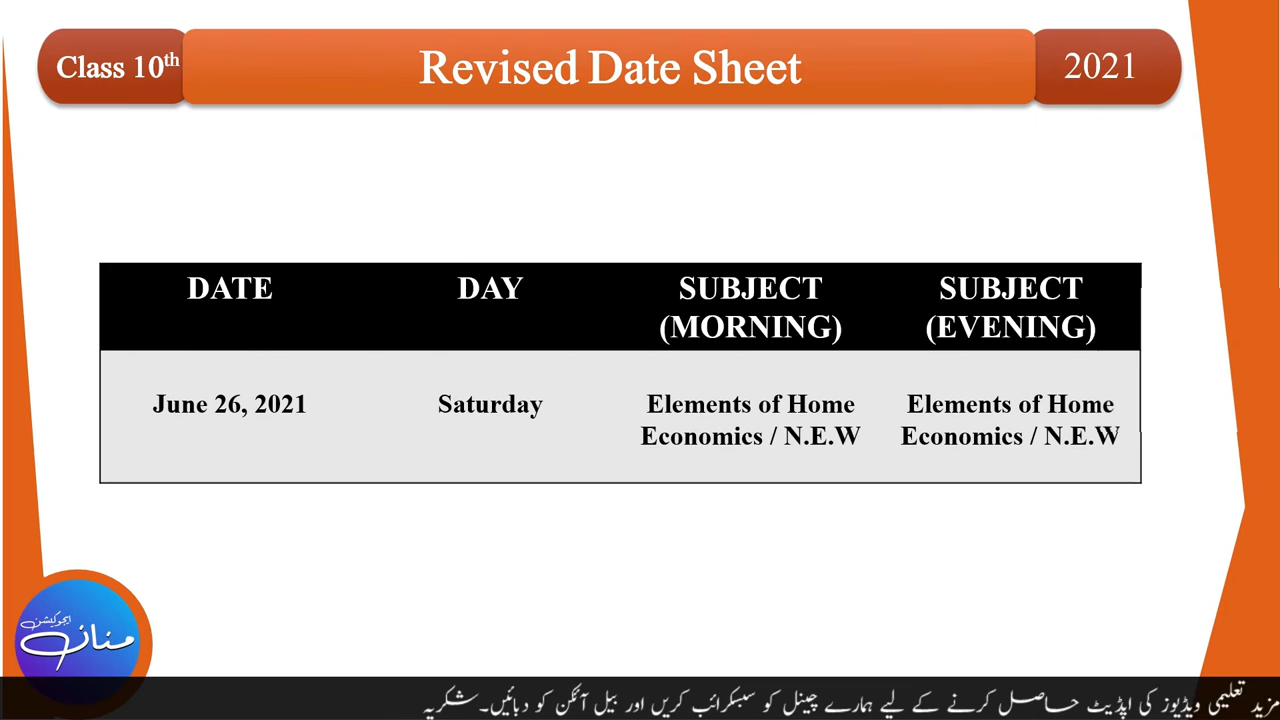 Class 10th
Revised Date Sheet
2021
DATE DAY SUBJECT (MORNING) SUBJECT (EVENING)
June 26, 2021 Saturday Elements of Home Economics / N.E.W Elements of Home Economics / N.E.W
ایجوکیشن
منان
مزید تعلیمی ویڈیوز کی اپڈیٹ حاصل کرنے کے لیے ہمارے چینل کو سبسکرائب کریں اور بیل آئکن کو دبائیں۔شکریہ